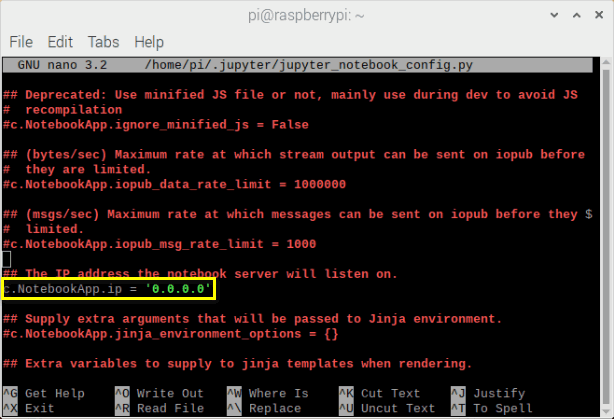 pi@raspberrypi: ~
File Edit Tabs Help
GNU nano 3.2 /home/pi/.jupyter/jupyter_notebook_config.py
## Deprecated: Use minified JS file or not, mainly use during dev to avoid JS
# recompilation
#c.NotebookApp.ignore_minified_js = False
## (bytes/sec) Maximum rate at which stream output can be sent on iopub before
# they are limited.
#c.NotebookApp.iopub_data_rate_limit = 1000000
## (msgs/sec) Maximum rate at which messages can be sent on iopub before they $
# limited.
#c.NotebookApp.iopub_msg_rate_limit = 1000
## The IP address the notebook server will listen on.
c.NotebookApp.ip = '0.0.0.0'
## Supply extra arguments that will be passed to Jinja environment.
#c.NotebookApp.jinja_environment_options = {}
## Extra variables to supply to jinja templates when rendering.
^G Get Help ^O Write Out ^W Where Is ^K Cut Text ^J Justify
^X Exit ^R Read File ^\ Replace ^U Uncut Text ^T To Spell